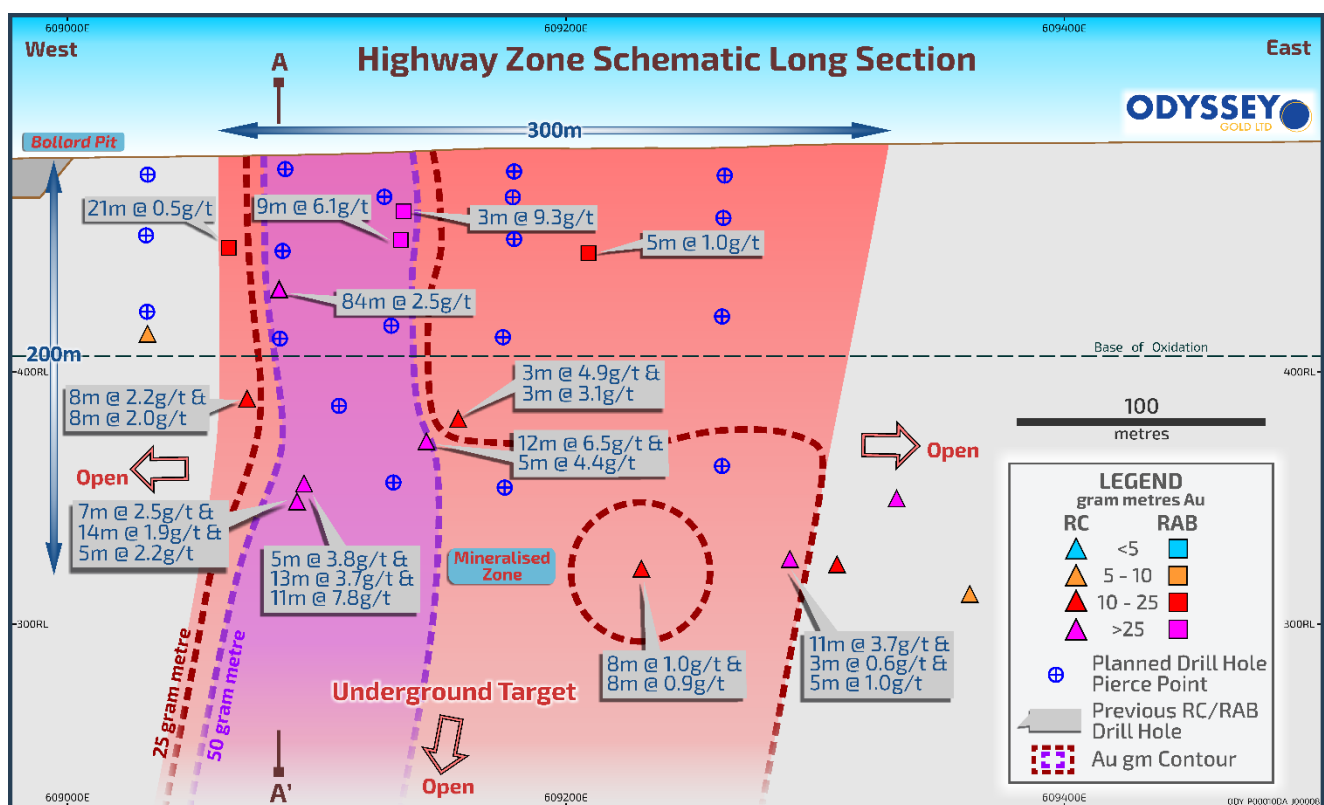 609000E
609200E
609400E
West
A
Highway Zone Schematic Long Section
East
ODYSSEY
GOLD LTD
300m
Bollard Pit
21m @ 0.5g/t
9m @ 6.1g/t
3m @ 9.3g/t
5m @ 1.0g/t
84m @ 2.5g/t
200m
Base of Oxidation
400RL
400RL
8m @ 2.2g/t &
8m @ 2.0g/t
3m @ 4.9g/t &
3m @ 3.1g/t
12m @ 6.5g/t &
5m @ 4.4g/t
100
metres
Open
Open
7m @ 2.5g/t &
14m @ 1.9g/t &
5m @ 2.2g/t
5m @ 3.8g/t &
13m @ 3.7g/t &
11m @ 7.8g/t
Mineralised
Zone
LEGEND
gram metres Au
RC
RAB
<5
5 - 10
10 - 25
>25
Planned Drill Hole
Pierce Point
Previous RC/RAB
Drill Hole
Au gm Contour
300RL
300RL
8m @ 1.0g/t &
8m @ 0.9g/t
11m @ 3.7g/t &
3m @ 0.6g/t &
5m @ 1.0g/t
25 gram metre
50 gram metre
Underground Target
Open
A'
609000E
609200E
609400E